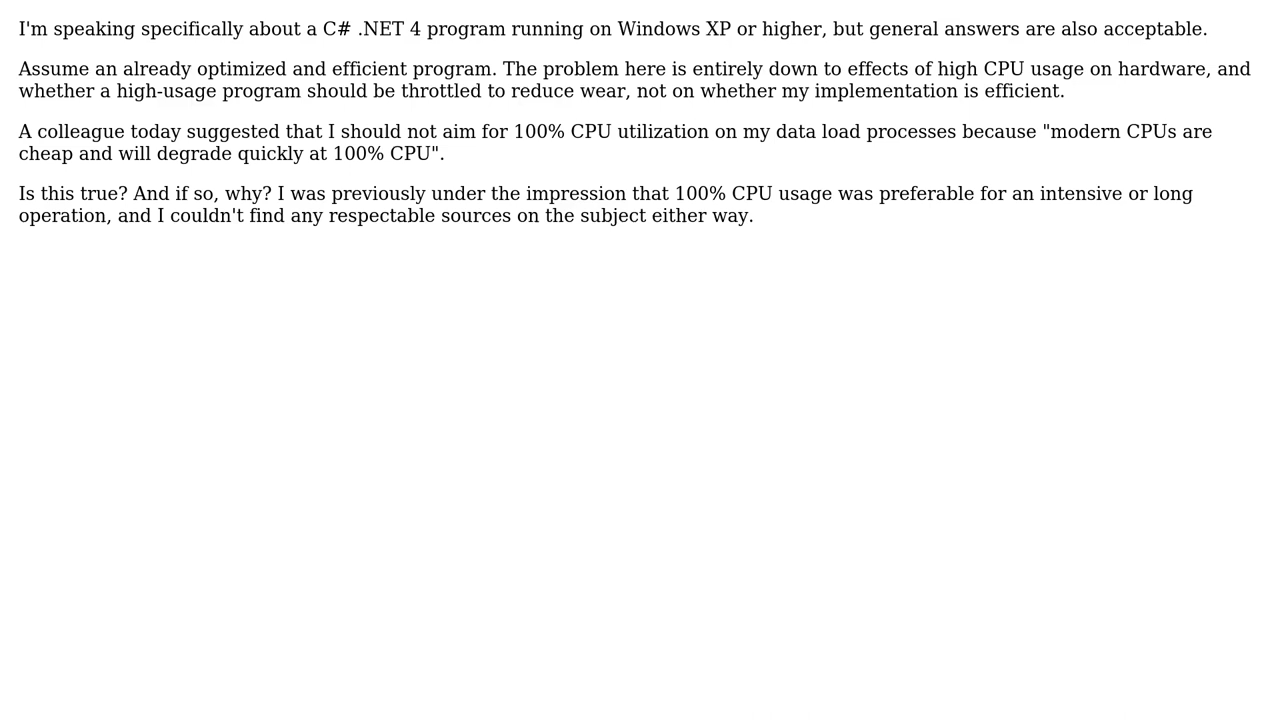 I'm speaking specifically about a C# .NET 4 program running on Windows XP or higher, but general answers are also acceptable.
Assume an already optimized and efficient program. The problem here is entirely down to effects of high CPU usage on hardware, and
whether a high-usage program should be throttled to reduce wear, not on whether my implementation is efficient.
A colleague today suggested that I should not aim for 100% CPU utilization on my data load processes because "modern CPUs are
cheap and will degrade quickly at 100% CPU".
Is this true? And if so, why? I was previously under the impression that 100% CPU usage was preferable for an intensive or long
operation, and I couldn't find any respectable sources on the subject either way.